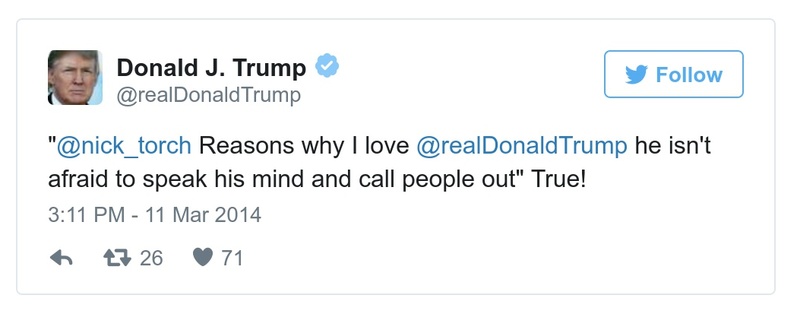 Donald J. Trump
@realDonaldTrump
Follow
"@nick_torch Reasons why I love @realDonaldTrump he isn't
afraid to speak his mind and call people out" True!
3:11 PM - 11 Mar 2014
26 71